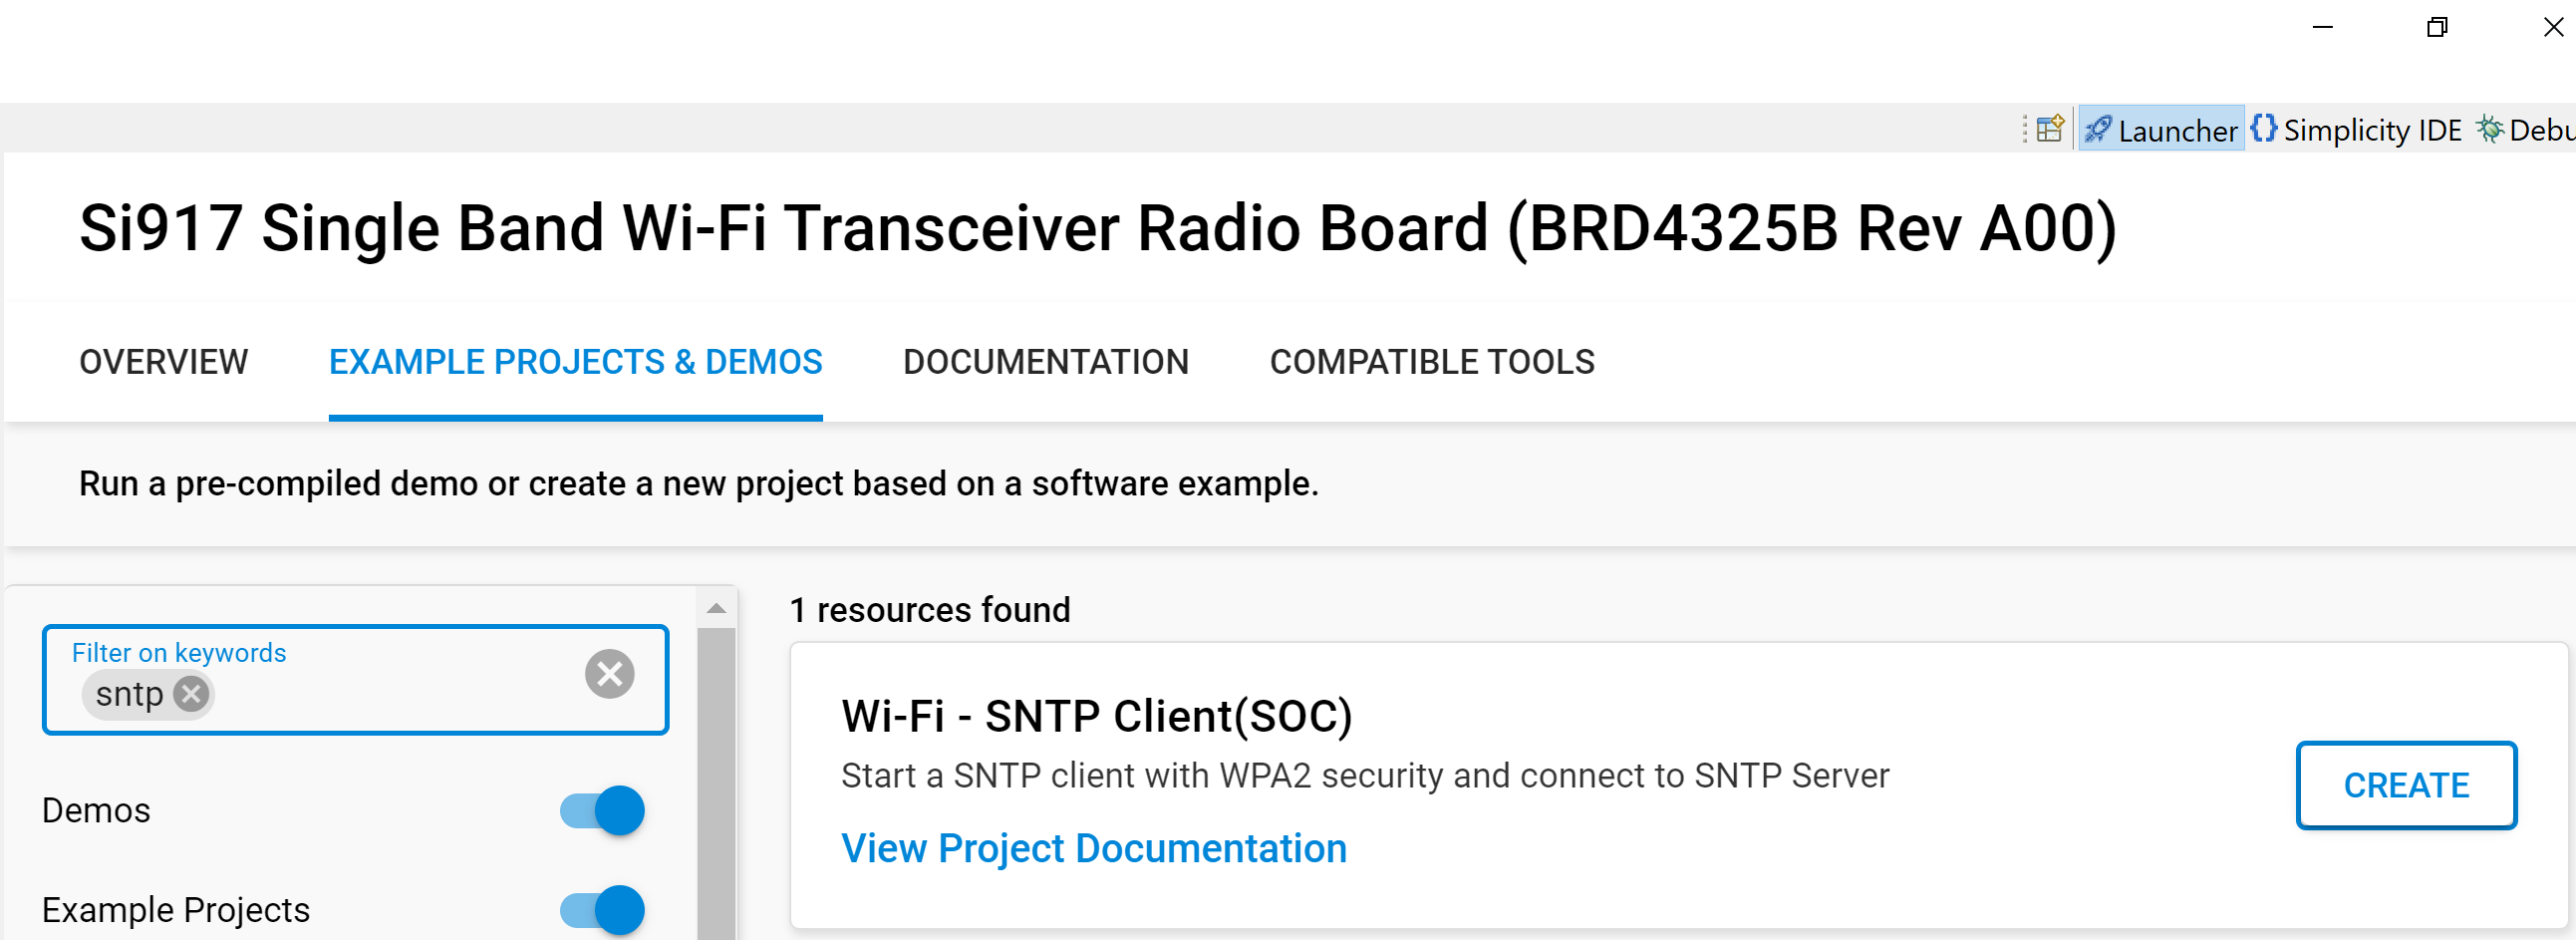 Launcher
Simplicity IDE
Debu
Si917 Single Band Wi-Fi Transceiver Radio Board (BRD4325B Rev A00)
OVERVIEW
EXAMPLE PROJECTS & DEMOS
DOCUMENTATION
COMPATIBLE TOOLS
Run a pre-compiled demo or create a new project based on a software example.
Filter on keywords
sntp
Demos
Example Projects
1 resources found
Wi-Fi - SNTP Client(SOC)
Start a SNTP client with WPA2 security and connect to SNTP Server
View Project Documentation
CREATE